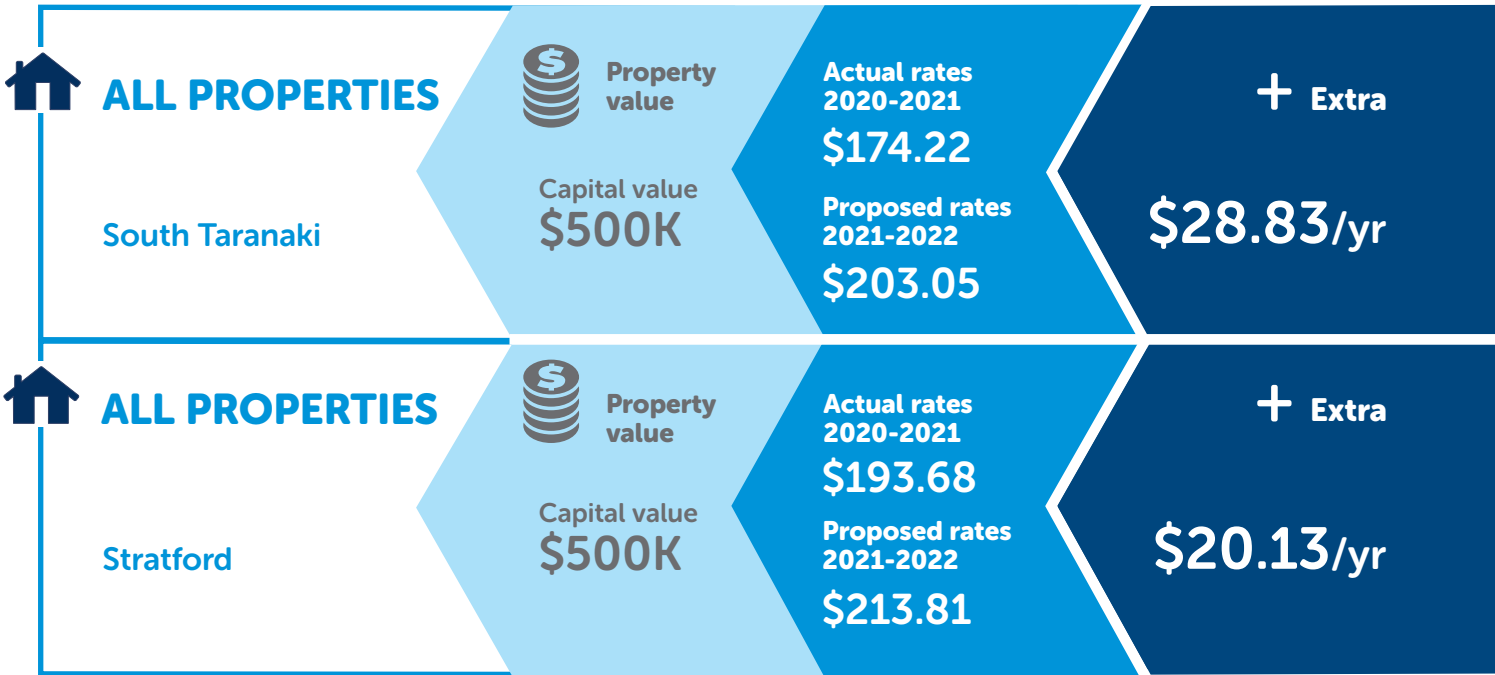 ALL PROPERTIES
South Taranaki
$
Property
value
Capital value
$500K
Actual rates
2020-2021
$174.22
Proposed rates
2021-2022
$203.05
+ Extra
$28.83/yr
ALL PROPERTIES
Stratford
$
Property
value
Capital value
$500K
Actual rates
2020-2021
$193.68
Proposed rates
2021-2022
$213.81
+ Extra
$20.13/yr